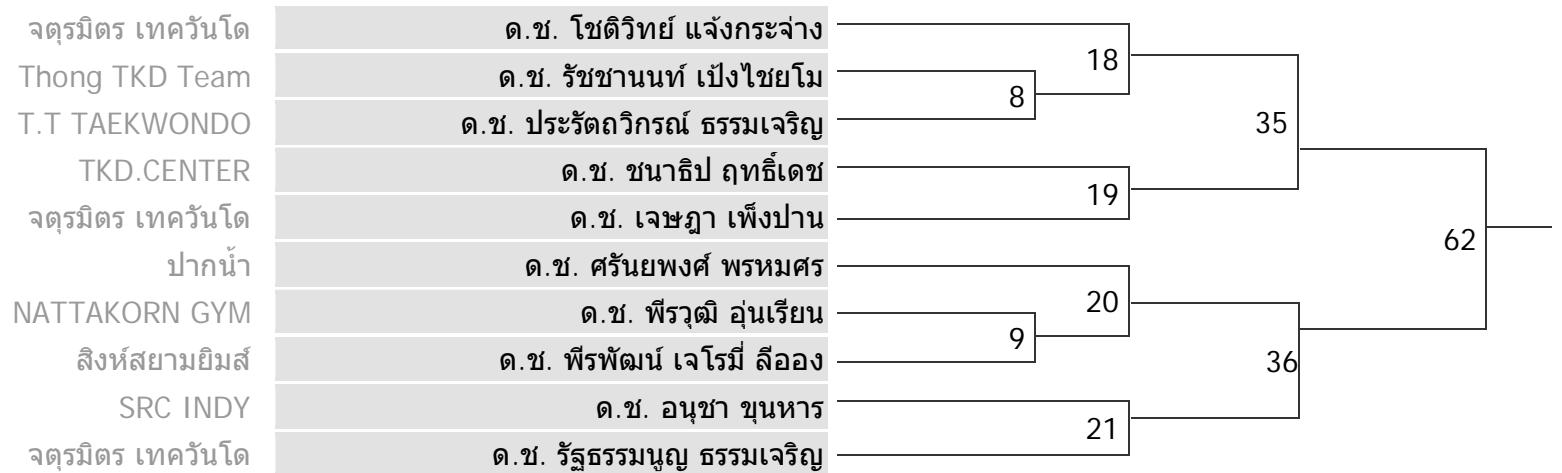 จตุรมิตร เทควันโด ด.ช. โชติวิทย์ แจ้งกระจ่าง
18
Thong TKD Team ด.ช. รัชชานนท์ เป้งไชยโม
8
T.T TAEKWONDO ด.ช. ประรัตถวิกรณ์ ธรรมเจริญ
35
TKD.CENTER ด.ช. ชนาธิป ฤทธิ์เดช
19
จตุรมิตร เทควันโด ด.ช. เจษฎา เพ็งปาน
62
ปากน้ำ ด.ช. ศรันยพงศ์ พรหมศร
20
NATTAKORN GYM ด.ช. พีรวุฒิ อุ่นเรียน
9
สิงห์สยามยิมส์ ด.ช. พีรพัฒน์ เจโรมี่ ลีออง
36
SRC INDY ด.ช. อนุชา ขุนหาร
21
จตุรมิตร เทควันโด ด.ช. รัฐธรรมนูญ ธรรมเจริญ